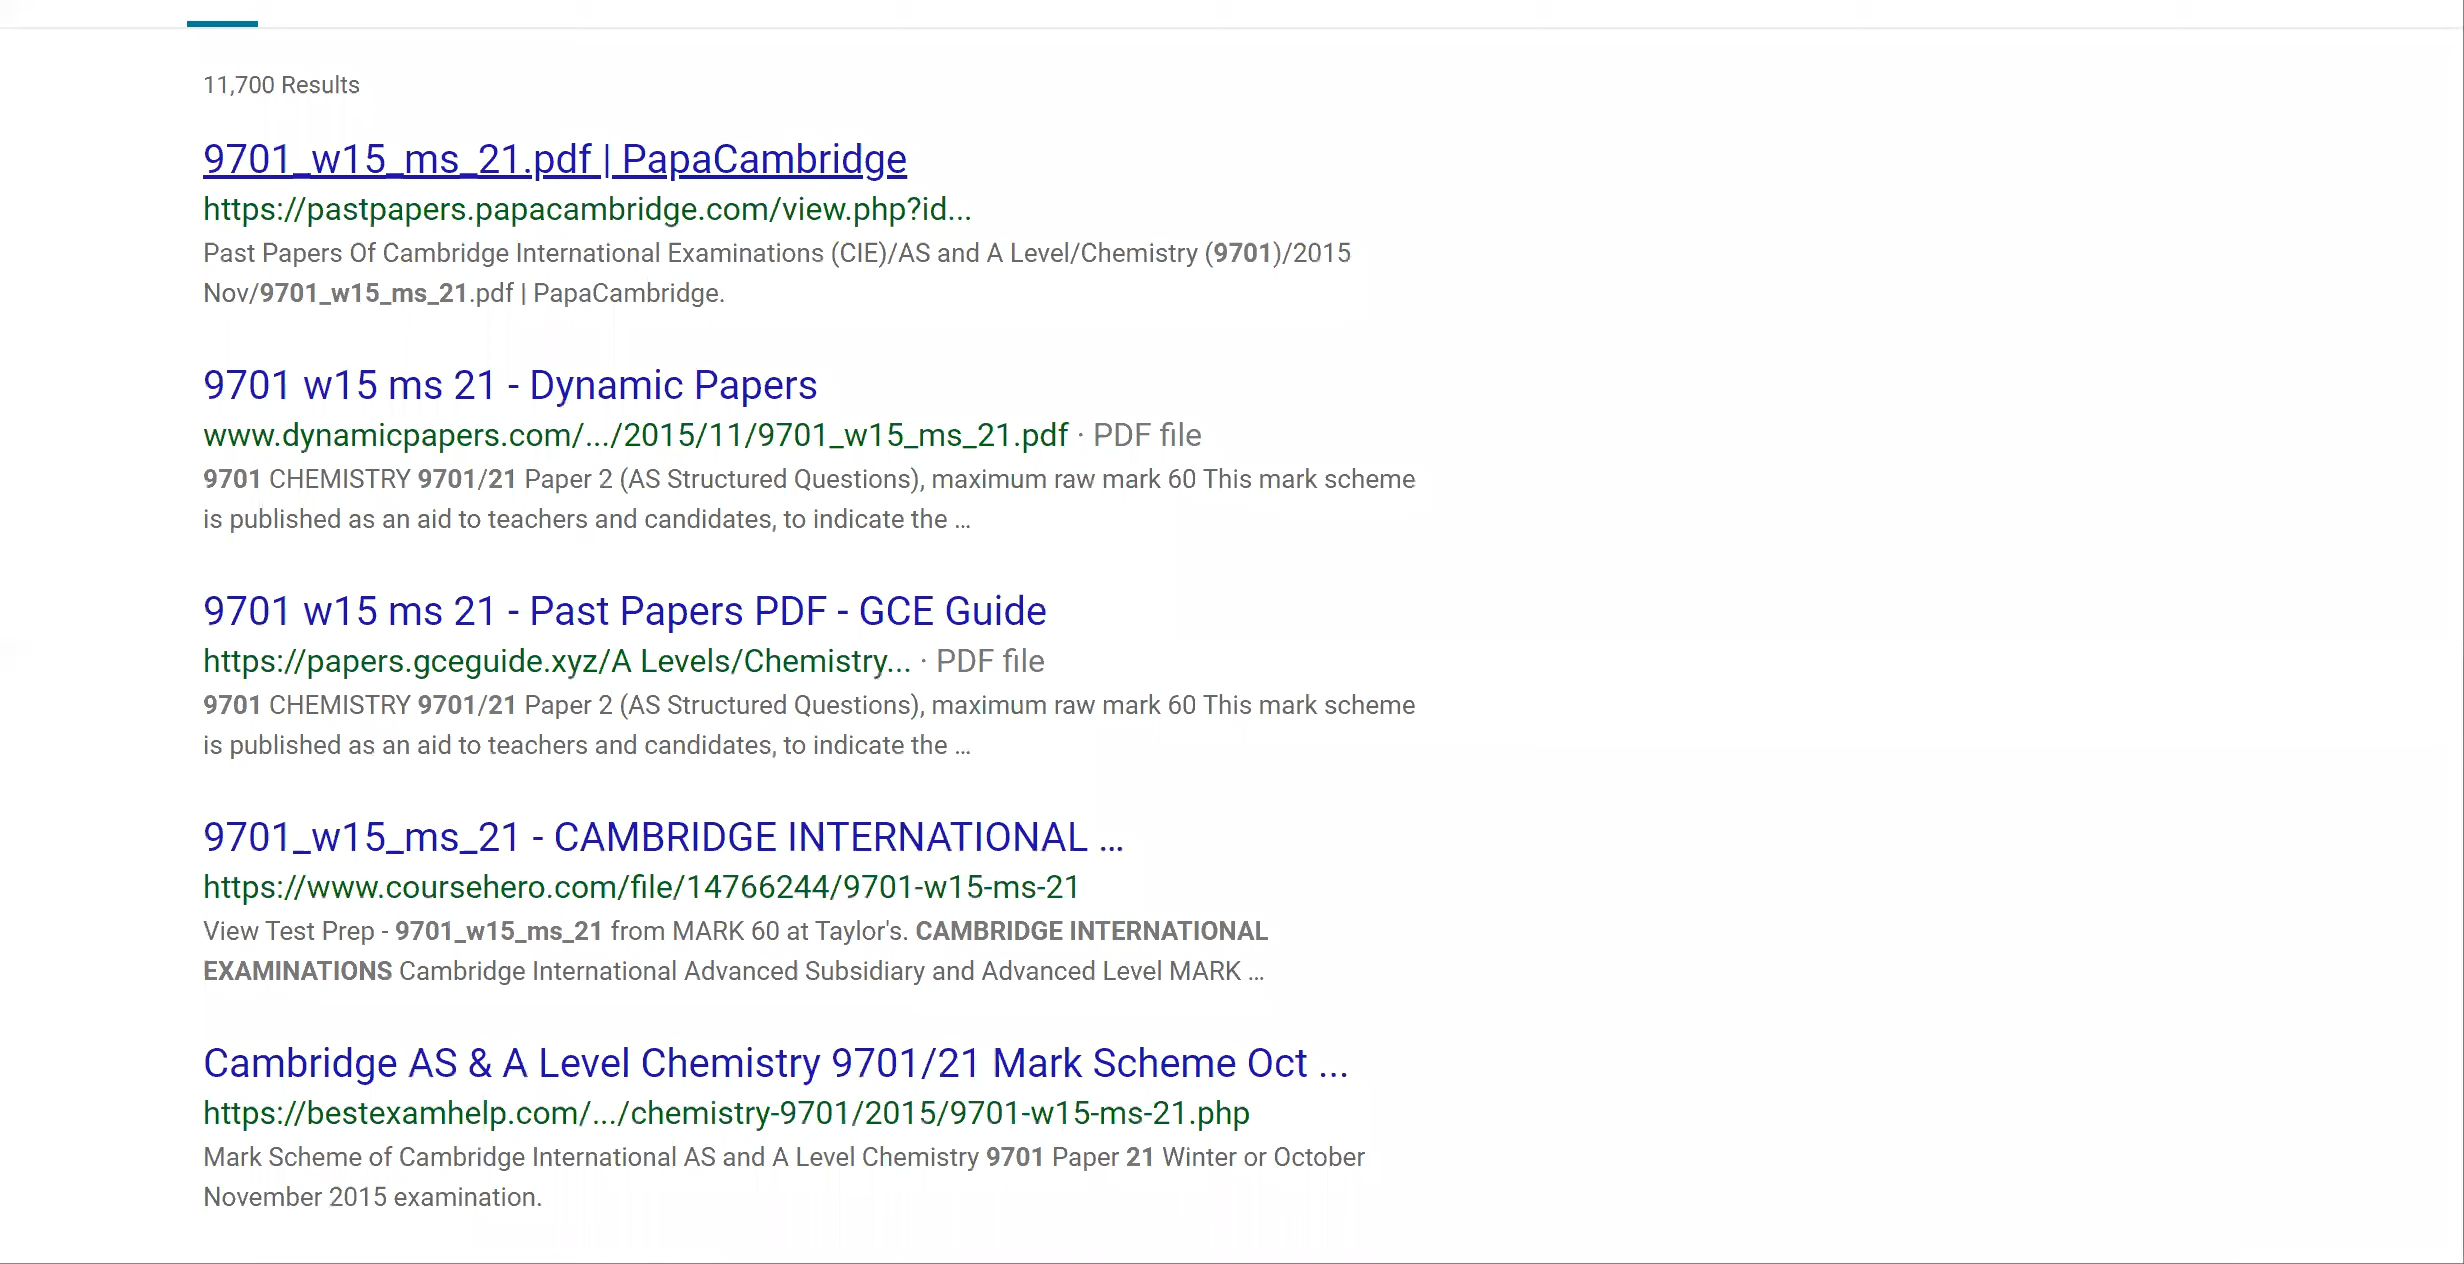 11,700 Results
9701_w15_ms_21.pdf | PapaCambridge
https://pastpapers.papacambridge.com/view.php?id...
Past Papers Of Cambridge International Examinations (CIE)/AS and A Level/Chemistry (9701)/2015
Nov/9701_w15_ms_21.pdf | PapaCambridge.
9701 w15 ms 21 - Dynamic Papers
www.dynamicpapers.com/.../2015/11/9701_w15_ms_21.pdf · PDF file
9701 CHEMISTRY 9701/21 Paper 2 (AS Structured Questions), maximum raw mark 60 This mark scheme
is published as an aid to teachers and candidates, to indicate the ...
9701 w15 ms 21 - Past Papers PDF - GCE Guide
https://papers.gceguide.xyz/A Levels/Chemistry... · PDF file
9701 CHEMISTRY 9701/21 Paper 2 (AS Structured Questions), maximum raw mark 60 This mark scheme
is published as an aid to teachers and candidates, to indicate the ...
9701_w15_ms_21 - CAMBRIDGE INTERNATIONAL ...
https://www.coursehero.com/file/14766244/9701-w15-ms-21
View Test Prep - 9701_w15_ms_21 from MARK 60 at Taylor's. CAMBRIDGE INTERNATIONAL
EXAMINATIONS Cambridge International Advanced Subsidiary and Advanced Level MARK ...
Cambridge AS & A Level Chemistry 9701/21 Mark Scheme Oct ...
https://bestexamhelp.com/.../chemistry-9701/2015/9701-w15-ms-21.php
Mark Scheme of Cambridge International AS and A Level Chemistry 9701 Paper 21 Winter or October
November 2015 examination.